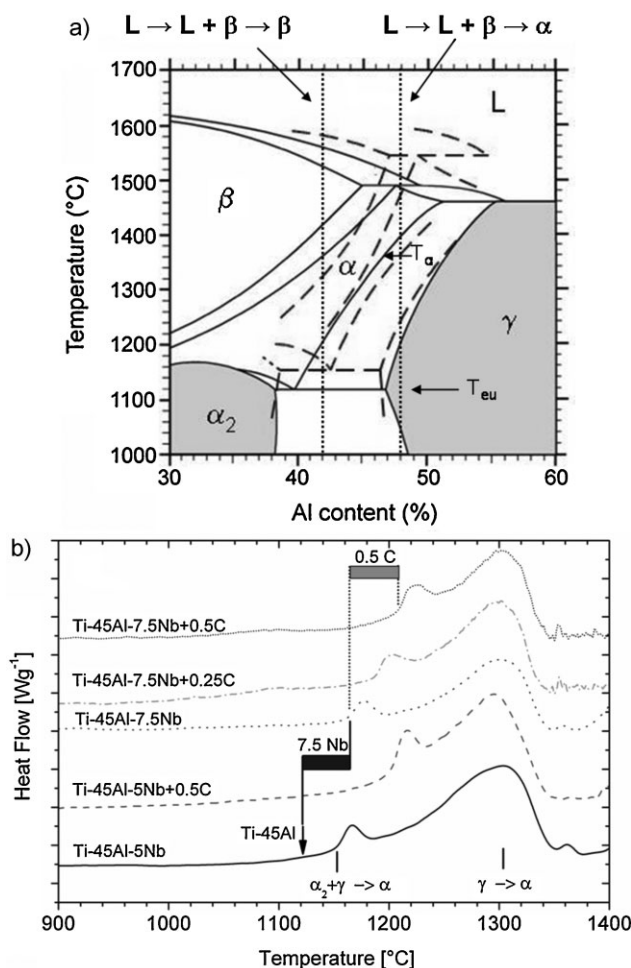 a)
L → L + β → β
L → L + β → α
1700
1600
1500
1400
1300
1200
1100
1000
Temperature (°C)
L
β
α
Tα
γ
α2
Teu
30
40
50
60
Al content (%)
b)
0.5 C
Ti-45Al-7.5Nb+0.5C
Ti-45Al-7.5Nb+0.25C
Ti-45Al-7.5Nb
7.5 Nb
Ti-45Al-5Nb+0.5C
Ti-45Al
Ti-45Al-5Nb
α2+γ -> α
γ -> α
Heat Flow [Wg-1]
900
1000
1100
1200
1300
1400
Temperature [°C]